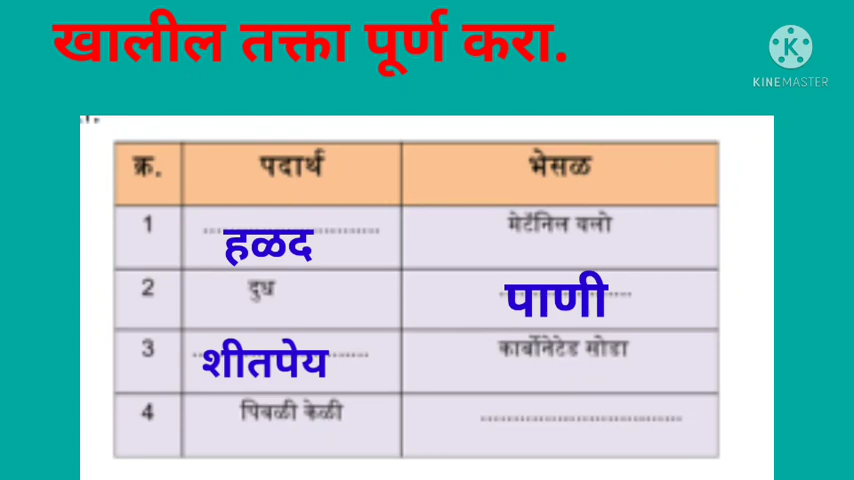 खालील तक्ता पूर्ण करा.
KINEMASTER
क्र. पदार्थ भेसळ
1 .............................. मेटॅनिल यलो
हळद
2 दुध ..............................
पाणी
3 .............................. कार्बोनेटेड सोडा
शीतपेय
4 पिवळी केळी ..............................